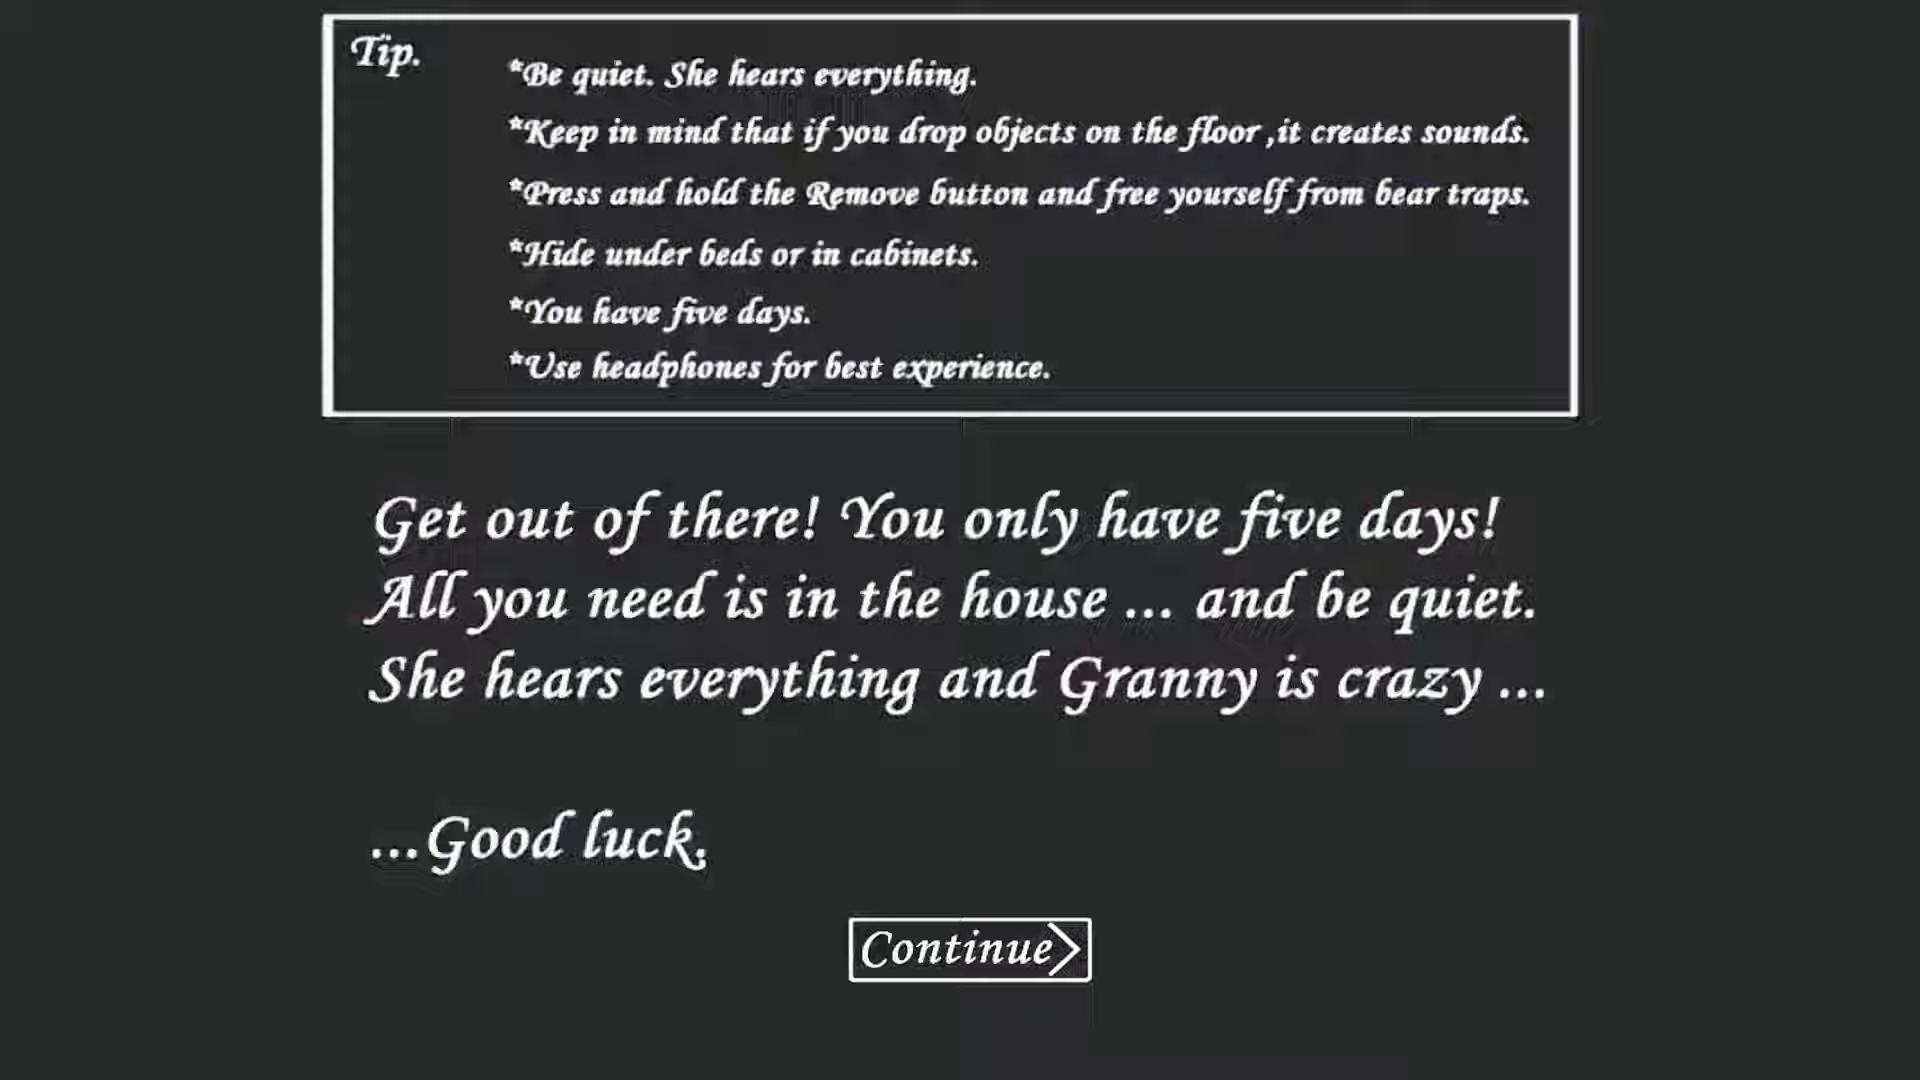 Tip.
*Be quiet. She hears everything.
*Keep in mind that if you drop objects on the floor ,it creates sounds.
*Press and hold the Remove button and free yourself from bear traps.
*Hide under beds or in cabinets.
*You have five days.
*Use headphones for best experience.
Get out of there! You only have five days!
All you need is in the house ... and be quiet.
She hears everything and Granny is crazy ...
...Good luck.
Continue>